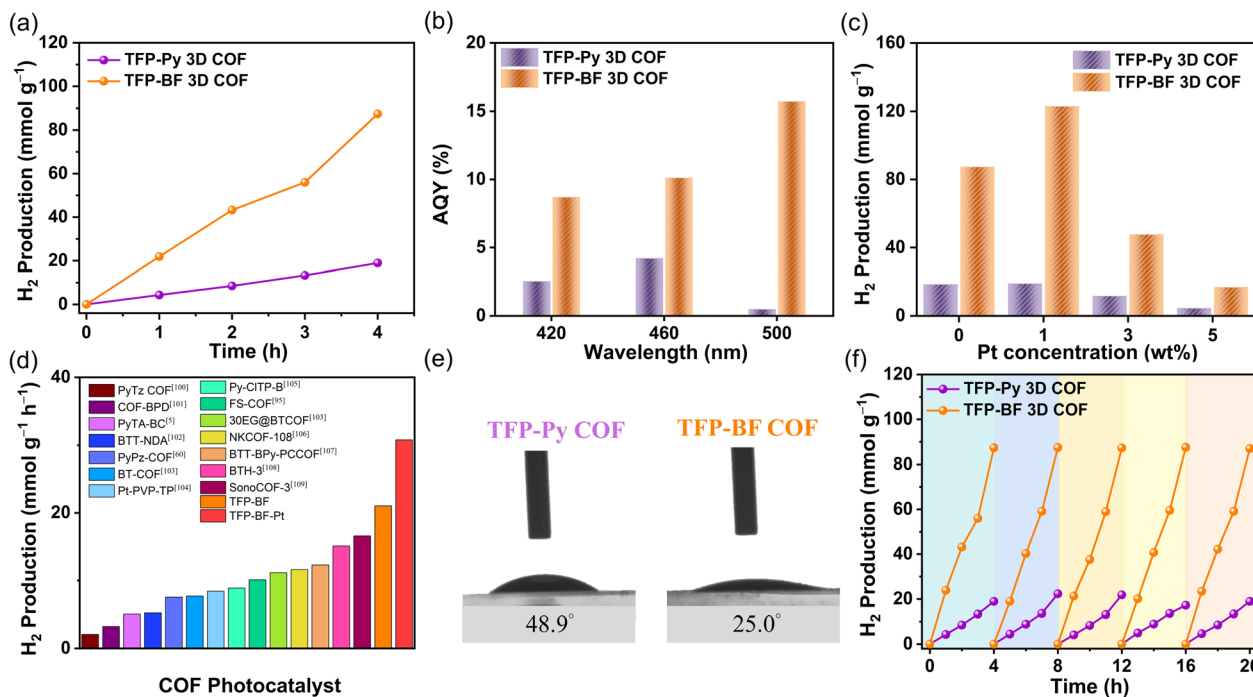 (a)
120
100
80
60
40
20
0
H₂ Production (mmol g⁻¹)
TFP-Py 3D COF
TFP-BF 3D COF
0 1 2 3 4
Time (h)
(b)
20
15
10
5
0
AQY (%)
TFP-Py 3D COF
TFP-BF 3D COF
420 460 500
Wavelength (nm)
(c)
160
120
80
40
0
H₂ Production (mmol g⁻¹)
TFP-Py 3D COF
TFP-BF 3D COF
0 1 3 5
Pt concentration (wt%)
(d)
40
20
0
H₂ Production (mmol g⁻¹ h⁻¹)
PyTz COF[100]
COF-BPD[101]
PyTA-BC[5]
BTT-NDA[102]
PyPz-COF[60]
BT-COF[103]
Pt-PVP-TP[104]
Py-CITP-B[105]
FS-COF[95]
30EG@BTCOF[103]
NKCOF-108[106]
BTT-BPy-PCCOF[107]
BTH-3[108]
SonoCOF-3[109]
TFP-BF
TFP-BF-Pt
COF Photocatalyst
(e)
TFP-Py COF
TFP-BF COF
48.9°
25.0°
(f)
120
100
80
60
40
20
0
H₂ Production (mmol g⁻¹)
TFP-Py 3D COF
TFP-BF 3D COF
0 4 8 12 16 20
Time (h)